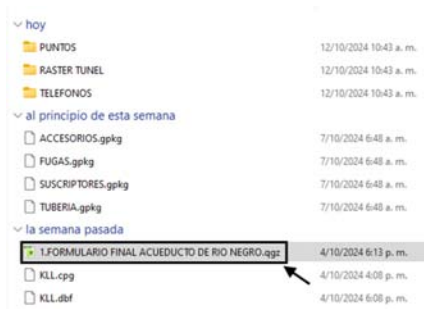 hoy
PUNTOS 12/10/2024 10:43 a. m.
RASTER TUNEL 12/10/2024 10:43 a. m.
TELEFONOS 12/10/2024 10:43 a. m.
al principio de esta semana
ACCESORIOS.gpkg 7/10/2024 6:48 a. m.
FUGAS.gpkg 7/10/2024 6:48 a. m.
SUSCRIPTORES.gpkg 7/10/2024 6:48 a. m.
TUBERIA.gpkg 7/10/2024 6:48 a. m.
la semana pasada
1.FORMULARIO FINAL ACUEDUCTO DE RIO NEGRO.qgz 4/10/2024 6:13 p. m.
KLL.cpg 4/10/2024 4:08 p. m.
KLL.dbf 4/10/2024 6:08 p. m.